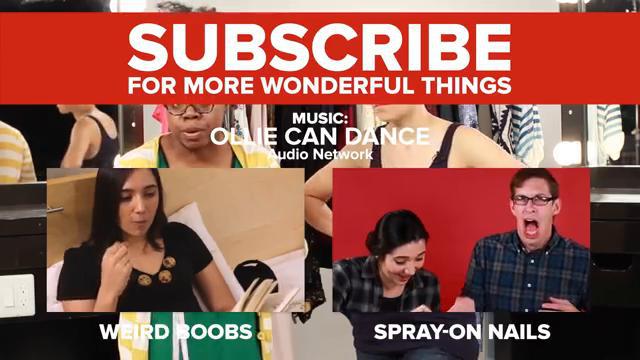 SUBSCRIBE
FOR MORE WONDERFUL THINGS
MUSIC:
OLLIE CAN DANCE
Audio Network
WEIRD BOOBS
SPRAY-ON NAILS